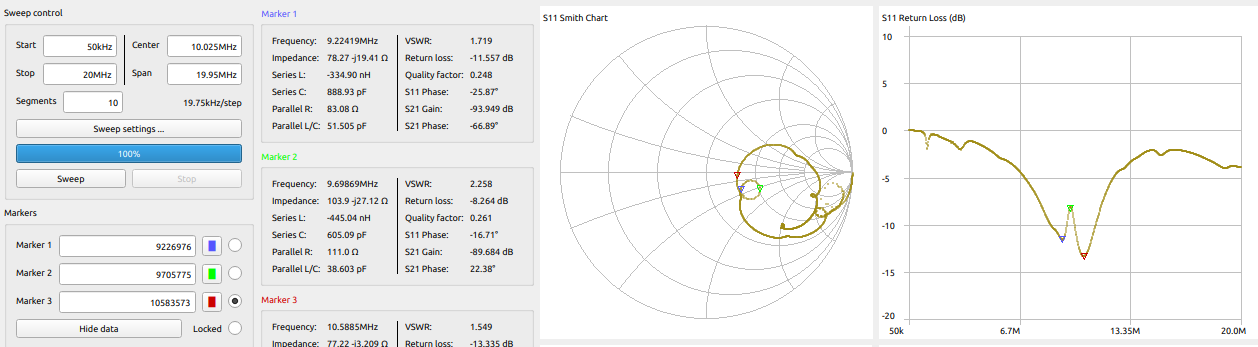 Sweep control
Start 50kHz Center 10.025MHz
Stop 20MHz Span 19.95MHz
Segments 10 19.75kHz/step
Sweep settings ...
100%
Sweep Stop
Markers
Marker 1 9226976
Marker 2 9705775
Marker 3 10583573
Hide data Locked
Marker 1
Frequency: 9.22419MHz VSWR: 1.719
Impedance: 78.27 -j19.41 Ω Return loss: -11.557 dB
Series L: -334.90 nH Quality factor: 0.248
Series C: 888.93 pF S11 Phase: -25.87°
Parallel R: 83.08 Ω S21 Gain: -93.949 dB
Parallel L/C: 51.505 pF S21 Phase: -66.89°
Marker 2
Frequency: 9.69869MHz VSWR: 2.258
Impedance: 103.9 -j27.12 Ω Return loss: -8.264 dB
Series L: -445.04 nH Quality factor: 0.261
Series C: 605.09 pF S11 Phase: -16.71°
Parallel R: 111.0 Ω S21 Gain: -89.684 dB
Parallel L/C: 38.603 pF S21 Phase: 22.38°
Marker 3
Frequency: 10.5885MHz VSWR: 1.549
Impedance: 77.22 -j3.209 Ω Return loss: -13.335 dB
S11 Smith Chart
S11 Return Loss (dB)
10
5
0
-5
-10
-15
-20
50k 6.7M 13.35M 20.0M